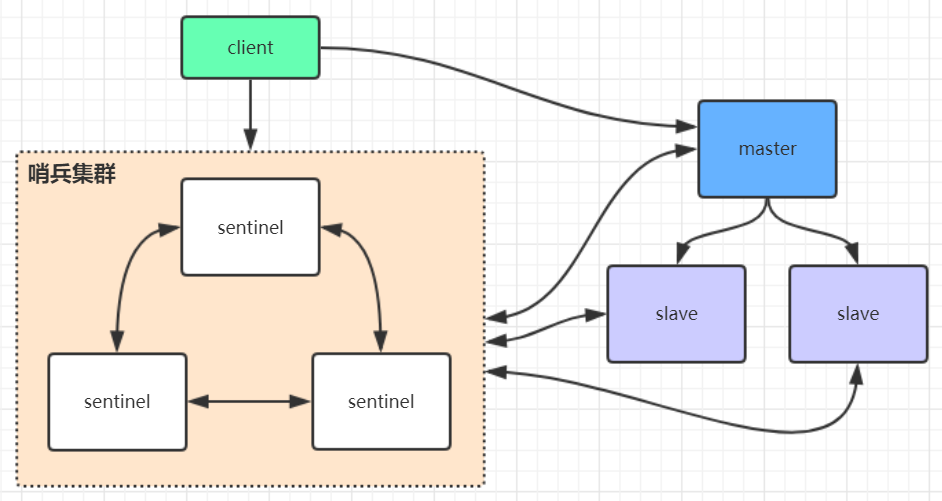 client
哨兵集群
master
sentinel
slave
slave
sentinel
sentinel